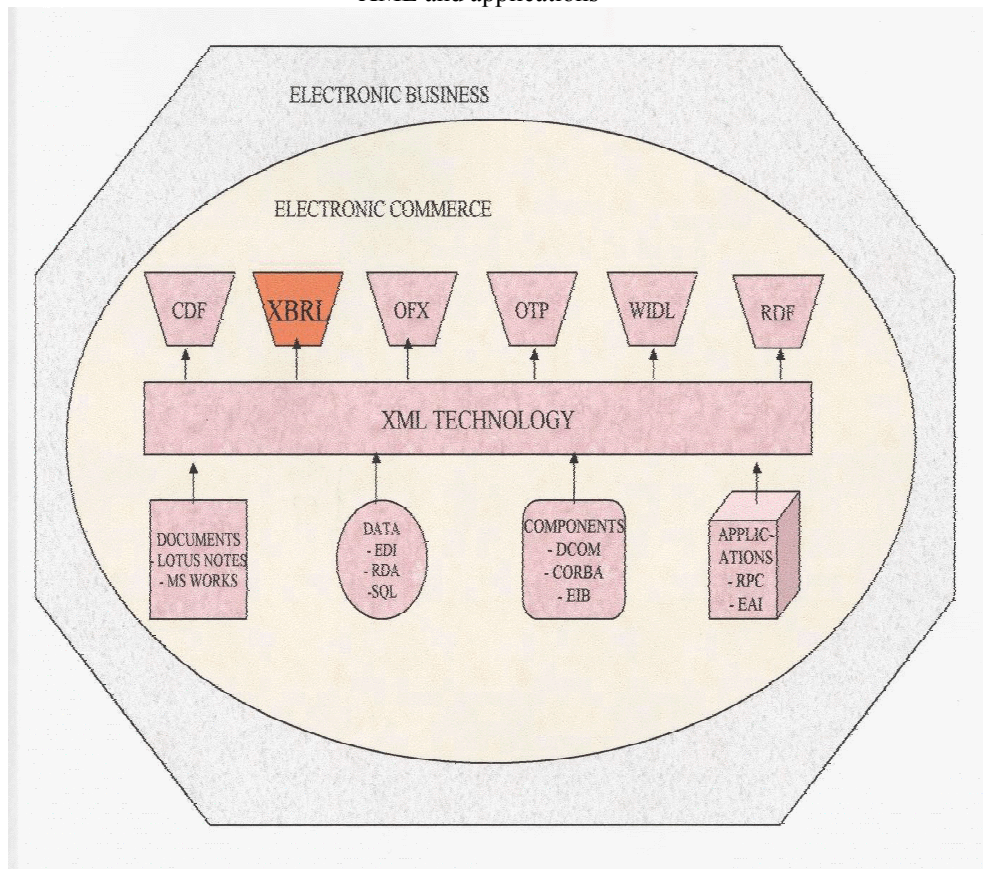 XML and applications
ELECTRONIC BUSINESS
ELECTRONIC COMMERCE
CDF
XBRL
OFX
OTP
WIDL
RDF
XML TECHNOLOGY
DOCUMENTS
- LOTUS NOTES
- MS WORKS
DATA
- EDI
- RDA
-SQL
COMPONENTS
- DCOM
- CORBA
- EIB
APPLIC-
ATIONS
- RPC
- EAI